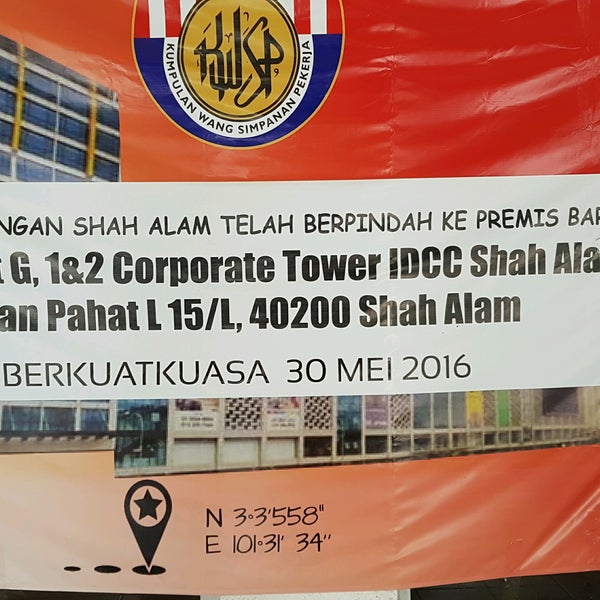 KWSP
KUMPULAN WANG SIMPANAN PEKERJA
NGAN SHAH ALAM TELAH BERPINDAH KE PREMIS BAR
t G, 1&2 Corporate Tower IDCC Shah Ala
an Pahat L 15/L, 40200 Shah Alam
BERKUATKUASA 30 MEI 2016
N 3°3'558"
E 101°31' 34"